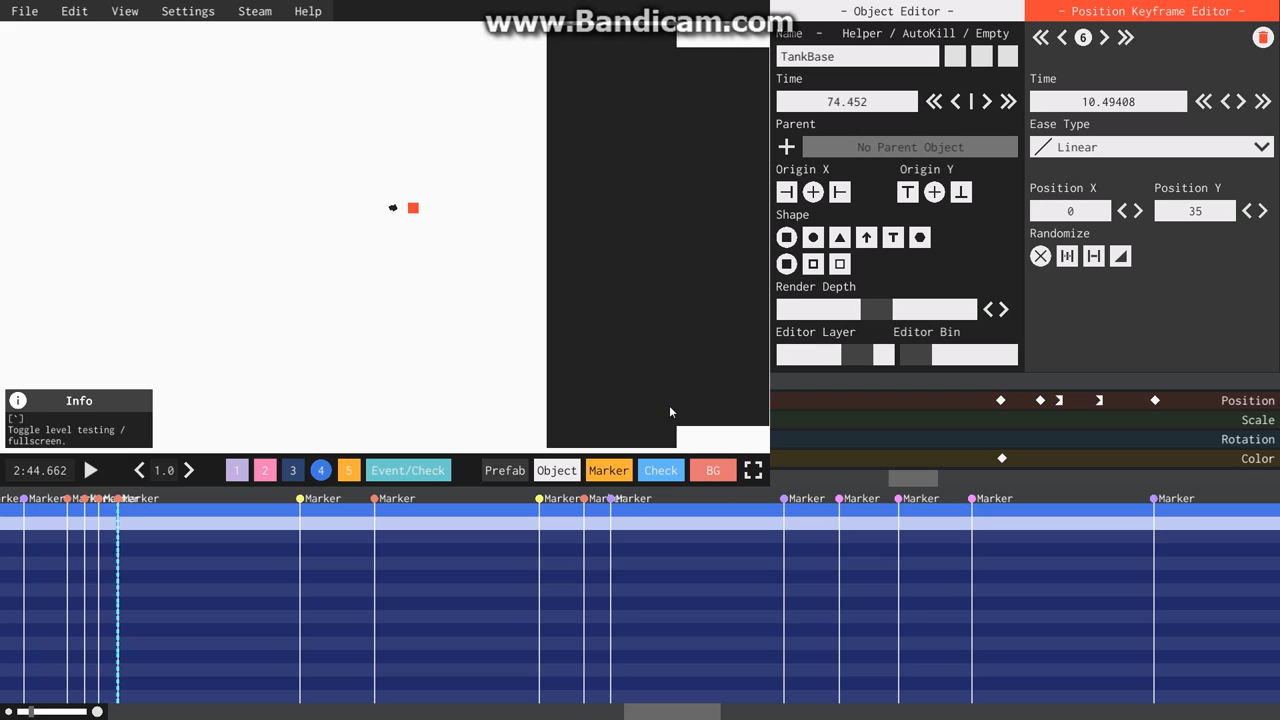 File Edit View Settings Steam Help
www.Bandicam.com
- Object Editor -
- Position Keyframe Editor -
Name - Helper / AutoKill / Empty
6
TankBase
Time
Time
74.452
10.49408
Parent
Ease Type
No Parent Object
Linear
Origin X Origin Y
Position X Position Y
0 35
Shape
Randomize
Render Depth
Editor Layer Editor Bin
Info
[`]
Toggle level testing /
fullscreen.
Position
Scale
Rotation
Color
2:44.662 1.0 1 2 3 4 5 Event/Check Prefab Object Marker Check BG
Marker Marker Marker Marker Marker Marker Marker Marker Marker Marker Marker